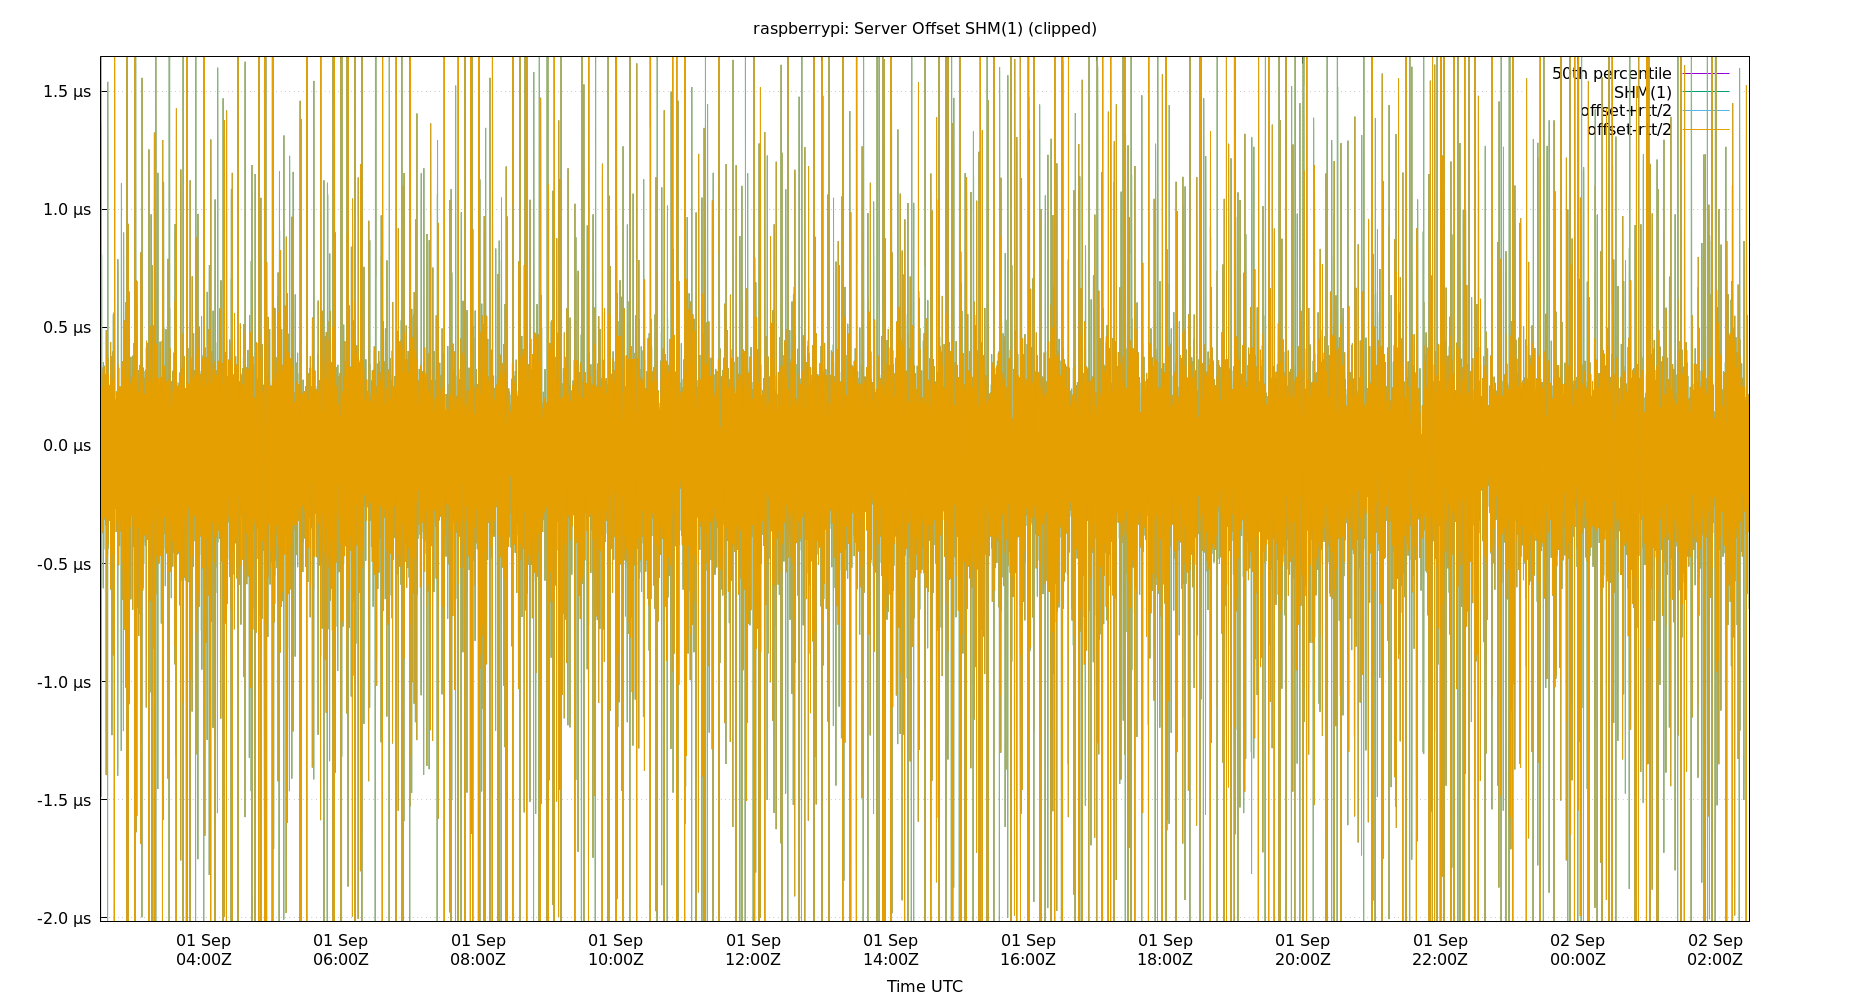 raspberrypi: Server Offset SHM(1) (clipped)
50th percentile
SHM(1)
offset+rtt/2
offset-rtt/2
1.5 µs
1.0 µs
0.5 µs
0.0 µs
-0.5 µs
-1.0 µs
-1.5 µs
-2.0 µs
01 Sep 01 Sep 01 Sep 01 Sep 01 Sep 01 Sep 01 Sep 01 Sep 01 Sep 01 Sep 02 Sep 02 Sep
04:00Z 06:00Z 08:00Z 10:00Z 12:00Z 14:00Z 16:00Z 18:00Z 20:00Z 22:00Z 00:00Z 02:00Z
Time UTC